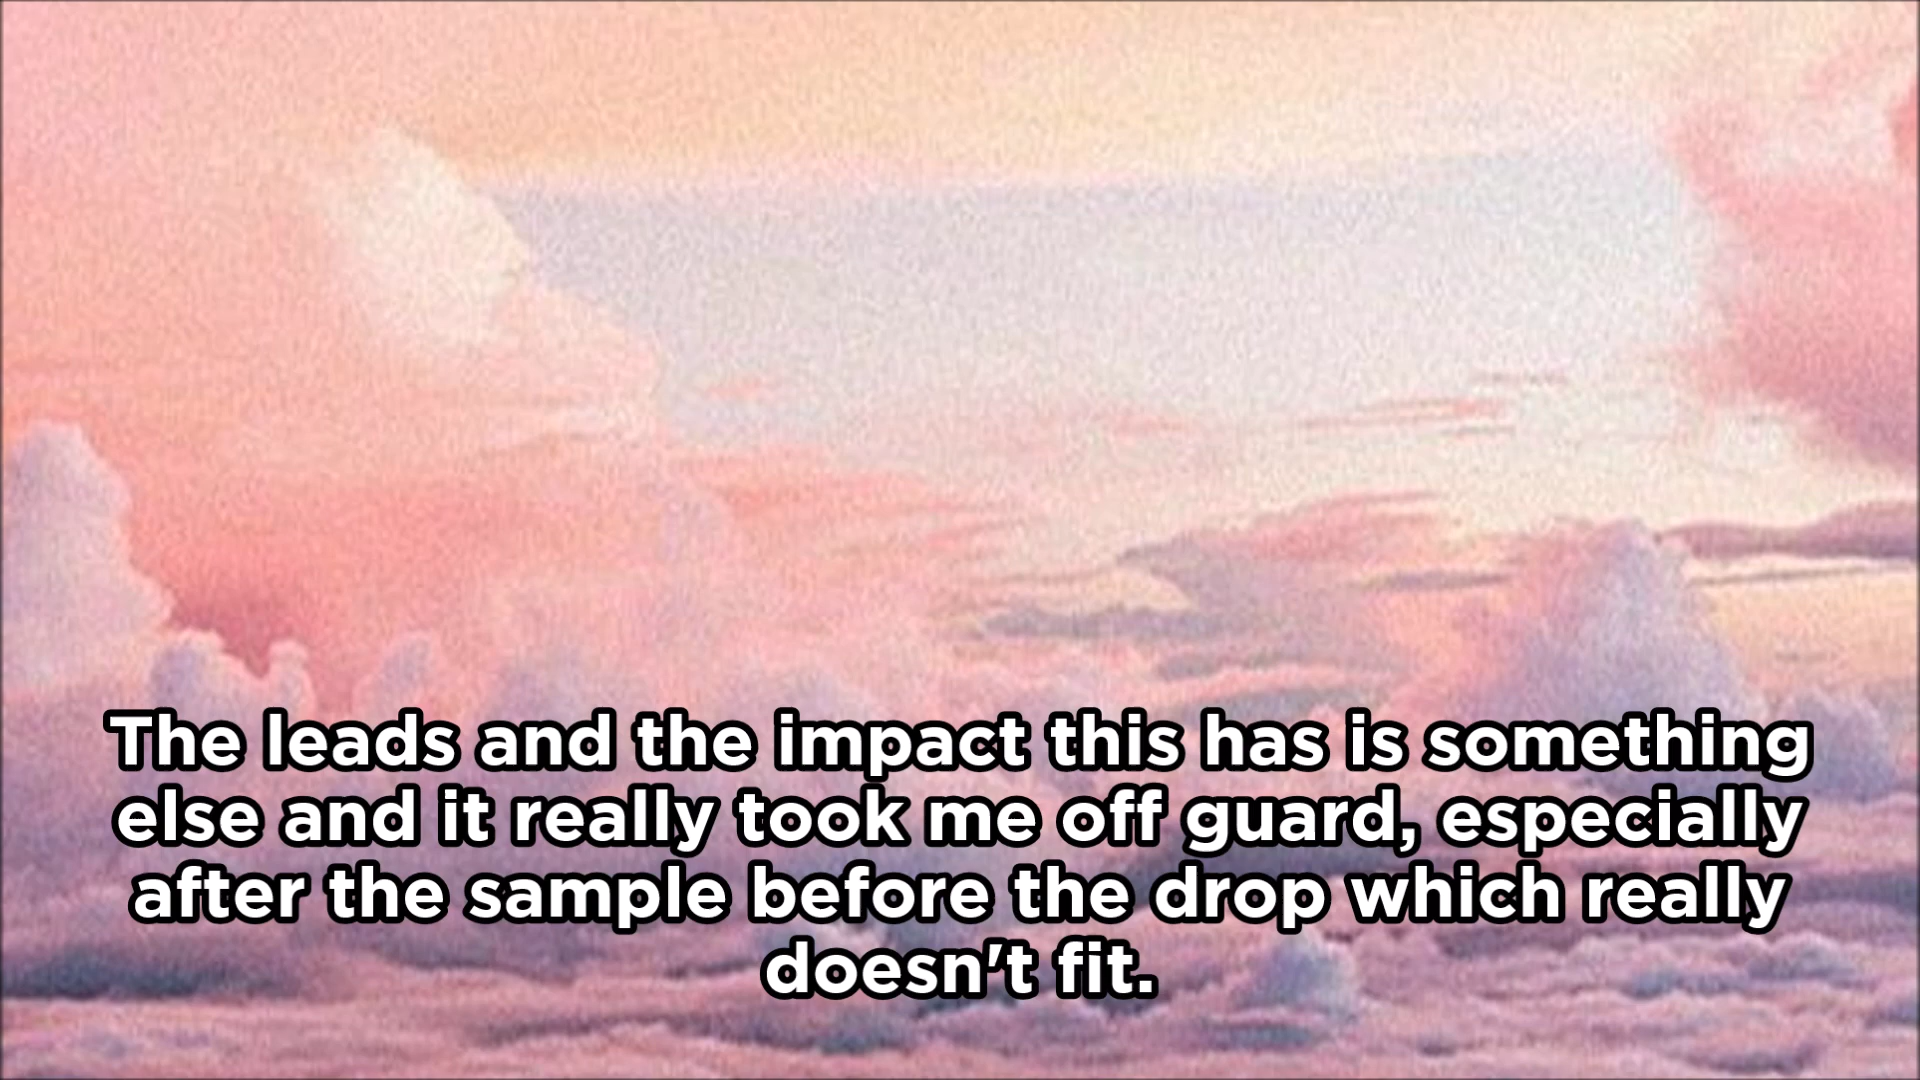 The leads and the impact this has is something
else and it really took me off guard, especially
after the sample before the drop which really
doesn't fit.